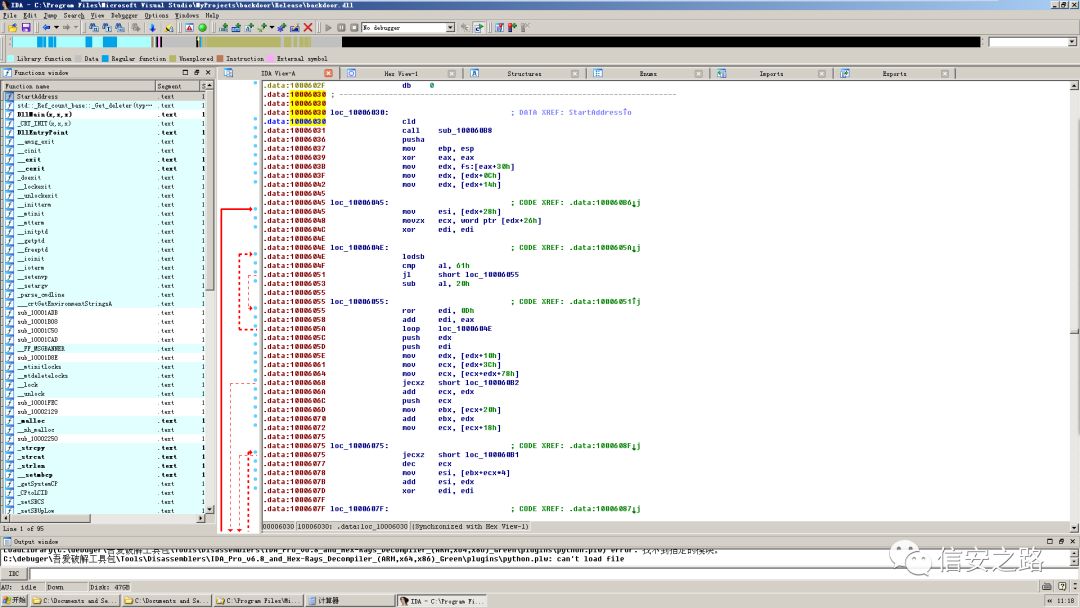 IDA - C:\Program Files\Microsoft Visual Studio\MyProjects\backdoor\Release\backdoor.dll
File Edit Jump Search View Debugger Options Windows Help
No debugger
Library function Data Regular function Unexplored Instruction External symbol
Functions window IDA View-A Hex View-1 Structures Enums Imports Exports
Function name Segment S
StartAddress .text 1
std::_Ref_count_base::_Get_deleter(typ... .text 1
DllMain(x,x,x) .text 1
_CRT_INIT(x,x,x) .text 1
DllEntryPoint .text 1
__amsg_exit .text 1
__cinit .text 1
__exit .text 1
__cexit .text 1
_doexit .text 1
__lockexit .text 1
__unlockexit .text 1
__initterm .text 1
__mtinit .text 1
__mtterm .text 1
__initptd .text 1
__getptd .text 1
__freeptd .text 1
__ioinit .text 1
__ioterm .text 1
__setenvp .text 1
__setargv .text 1
_parse_cmdline .text 1
___crtGetEnvironmentStringsA .text 1
sub_10001ABB .text 1
sub_10001B08 .text 1
sub_10001C50 .text 1
sub_10001CAD .text 1
__FF_MSGBANNER .text 1
sub_10001D8E .text 1
__mtinitlocks .text 1
__mtdeletelocks .text 1
__lock .text 1
__unlock .text 1
sub_10001FEC .text 1
sub_10002129 .text 1
_malloc .text 1
__nh_malloc .text 1
sub_10002250 .text 1
_strcpy .text 1
_strcat .text 1
_strlen .text 1
__setmbcp .text 1
_getSystemCP .text 1
_CPtoLCID .text 1
_setSBCS .text 1
_setSBUpLow .text 1
Line 1 of 95
.data:1000602F db 0
.data:10006030 ; ---------------------------------------------------------------------------
.data:10006030
.data:10006030 loc_10006030: ; DATA XREF: StartAddress↑o
.data:10006030 cld
.data:10006031 call sub_100060B8
.data:10006036 pusha
.data:10006037 mov ebp, esp
.data:10006039 xor eax, eax
.data:1000603B mov edx, fs:[eax+30h]
.data:1000603F mov edx, [edx+0Ch]
.data:10006042 mov edx, [edx+14h]
.data:10006045
.data:10006045 loc_10006045: ; CODE XREF: .data:100060B6↓j
.data:10006045 mov esi, [edx+28h]
.data:10006048 movzx ecx, word ptr [edx+26h]
.data:1000604C xor edi, edi
.data:1000604E
.data:1000604E loc_1000604E: ; CODE XREF: .data:1000605A↓j
.data:1000604E lodsb
.data:1000604F cmp al, 61h
.data:10006051 jl short loc_10006055
.data:10006053 sub al, 20h
.data:10006055
.data:10006055 loc_10006055: ; CODE XREF: .data:10006051↑j
.data:10006055 ror edi, 0Dh
.data:10006058 add edi, eax
.data:1000605A loop loc_1000604E
.data:1000605C push edx
.data:1000605D push edi
.data:1000605E mov edx, [edx+10h]
.data:10006061 mov ecx, [edx+3Ch]
.data:10006064 mov ecx, [ecx+edx+78h]
.data:10006068 jecxz short loc_100060B2
.data:1000606A add ecx, edx
.data:1000606C push ecx
.data:1000606D mov ebx, [ecx+20h]
.data:10006070 add ebx, edx
.data:10006072 mov ecx, [ecx+18h]
.data:10006075
.data:10006075 loc_10006075: ; CODE XREF: .data:1000608F↓j
.data:10006075 jecxz short loc_100060B1
.data:10006077 dec ecx
.data:10006078 mov esi, [ebx+ecx*4]
.data:1000607B add esi, edx
.data:1000607D xor edi, edi
.data:1000607F
.data:1000607F loc_1000607F: ; CODE XREF: .data:10006087↓j
00006030 10006030: .data:loc_10006030 (Synchronized with Hex View-1)
Output window
LoadLibrary(C:\debuger\吾爱破解工具包\Tools\Disassemblers\IDA_Pro_v6.8_and_Hex-Rays_Decompiler_(ARM,x64,x86)_Green\plugins\python.plw) error: 找不到指定的模块。
C:\debuger\吾爱破解工具包\Tools\Disassemblers\IDA_Pro_v6.8_and_Hex-Rays_Decompiler_(ARM,x64,x86)_Green\plugins\python.plw: can't load file
IDC
AU: idle Down Disk: 47GB
开始 C:\Documents and Se... C:\Documents and Se... C:\Program Files\Mi... 计算器 IDA - C:\Program Fi... 11:18
信安之路